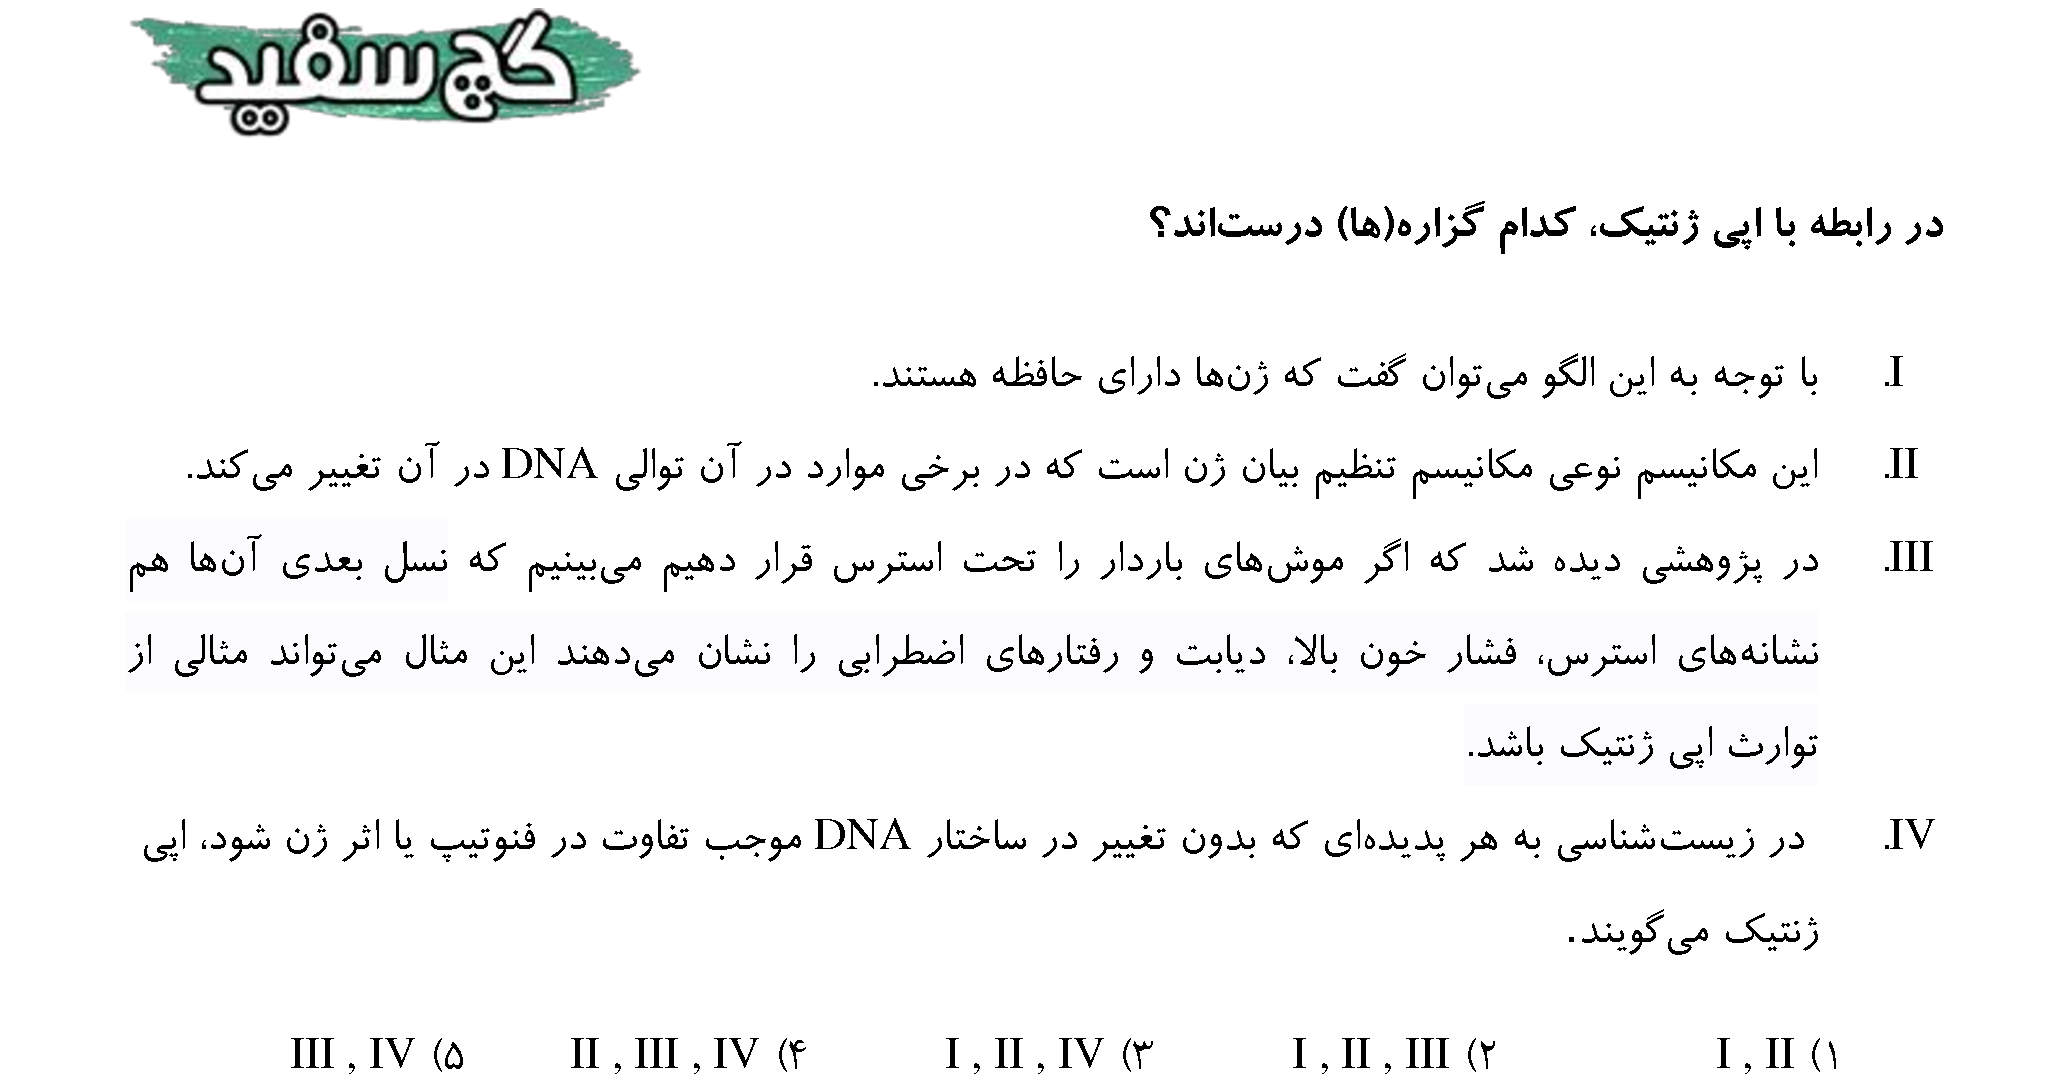 گچ سفید
در رابطه با اپی ژنتیک، کدام گزاره(ها) درست‌اند؟
I. با توجه به این الگو می‌توان گفت که ژن‌ها دارای حافظه هستند.
II. این مکانیسم نوعی مکانیسم تنظیم بیان ژن است که در برخی موارد در آن توالی DNA در آن تغییر می‌کند.
III. در پژوهشی دیده شد که اگر موش‌های باردار را تحت استرس قرار دهیم می‌بینیم که نسل بعدی آن‌ها هم
نشانه‌های استرس، فشار خون بالا، دیابت و رفتارهای اضطرابی را نشان می‌دهند این مثال می‌تواند مثالی از
توارث اپی ژنتیک باشد.
IV. در زیست‌شناسی به هر پدیده‌ای که بدون تغییر در ساختار DNA موجب تفاوت در فنوتیپ یا اثر ژن شود، اپی
ژنتیک می‌گویند.
۱) I , II ۲) I , II , III ۳) I , II , IV ۴) II , III , IV ۵) III , IV